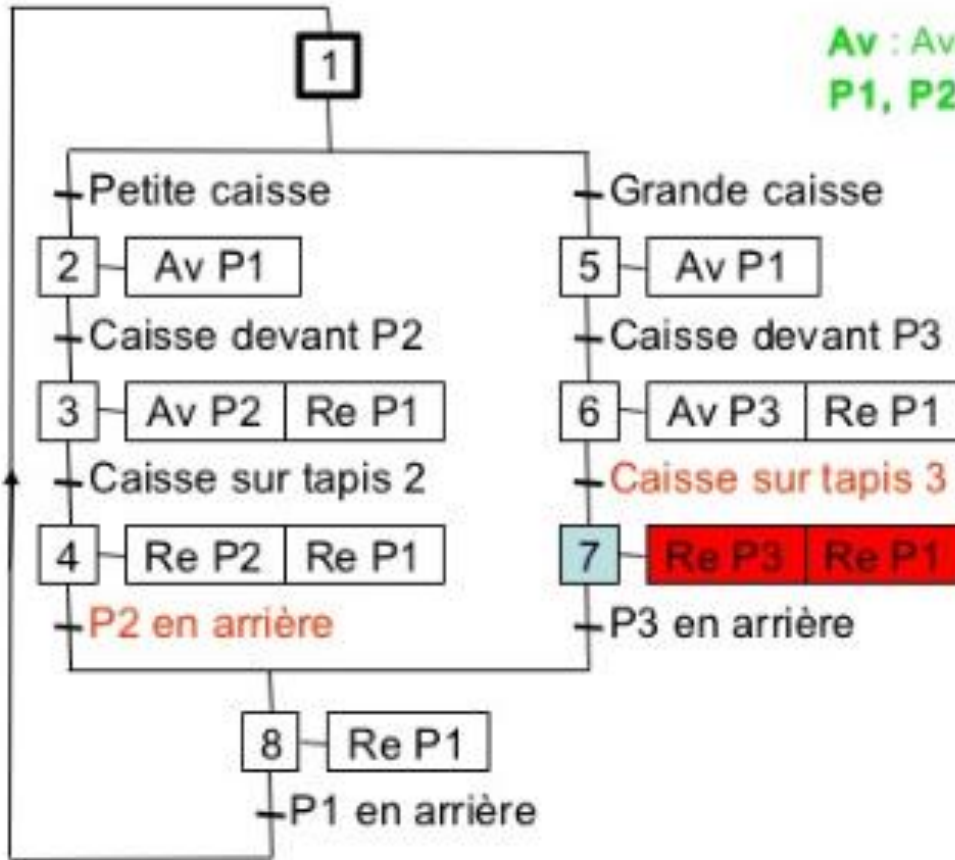 1
Av : Av
P1, P2
Petite caisse
Grande caisse
2 Av P1
5 Av P1
Caisse devant P2
Caisse devant P3
3 Av P2 Re P1
6 Av P3 Re P1
Caisse sur tapis 2
Caisse sur tapis 3
4 Re P2 Re P1
7 Re P3 Re P1
P2 en arrière
P3 en arrière
8 Re P1
P1 en arrière